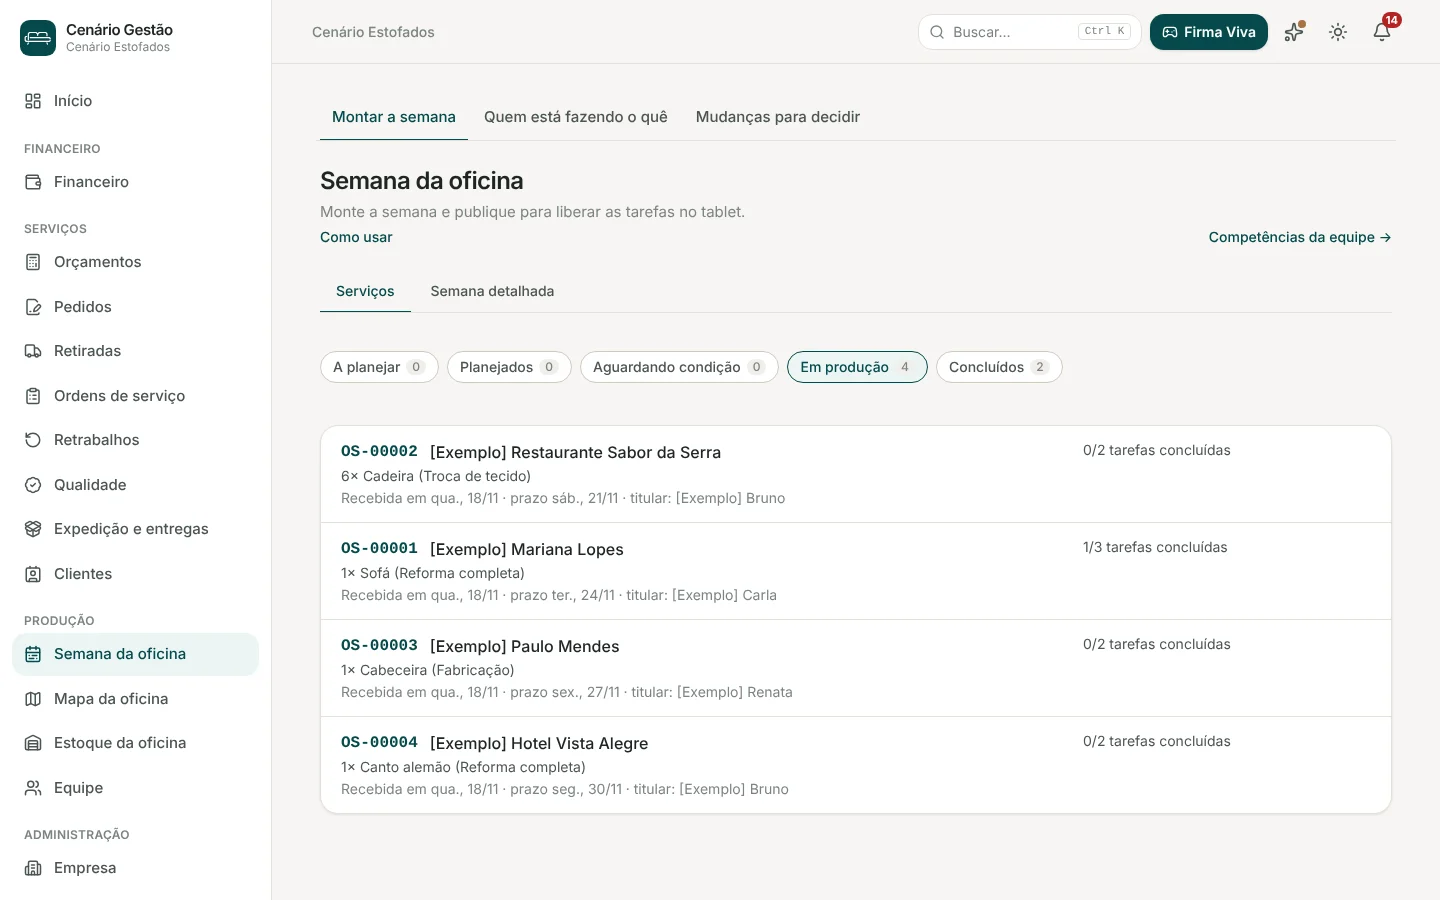 Cenário Gestão
Cenário Estofados
Início
FINANCEIRO
Financeiro
SERVIÇOS
Orçamentos
Pedidos
Retiradas
Ordens de serviço
Retrabalhos
Qualidade
Expedição e entregas
Clientes
PRODUÇÃO
Semana da oficina
Mapa da oficina
Estoque da oficina
Equipe
ADMINISTRAÇÃO
Empresa
Cenário Estofados
Buscar... Ctrl K
Firma Viva
14
Montar a semana Quem está fazendo o quê Mudanças para decidir
Semana da oficina
Monte a semana e publique para liberar as tarefas no tablet.
Como usar
Competências da equipe →
Serviços Semana detalhada
A planejar 0 Planejados 0 Aguardando condição 0 Em produção 4 Concluídos 2
OS-00002 [Exemplo] Restaurante Sabor da Serra 0/2 tarefas concluídas
6× Cadeira (Troca de tecido)
Recebida em qua., 18/11 · prazo sáb., 21/11 · titular: [Exemplo] Bruno
OS-00001 [Exemplo] Mariana Lopes 1/3 tarefas concluídas
1× Sofá (Reforma completa)
Recebida em qua., 18/11 · prazo ter., 24/11 · titular: [Exemplo] Carla
OS-00003 [Exemplo] Paulo Mendes 0/2 tarefas concluídas
1× Cabeceira (Fabricação)
Recebida em qua., 18/11 · prazo sex., 27/11 · titular: [Exemplo] Renata
OS-00004 [Exemplo] Hotel Vista Alegre 0/2 tarefas concluídas
1× Canto alemão (Reforma completa)
Recebida em qua., 18/11 · prazo seg., 30/11 · titular: [Exemplo] Bruno